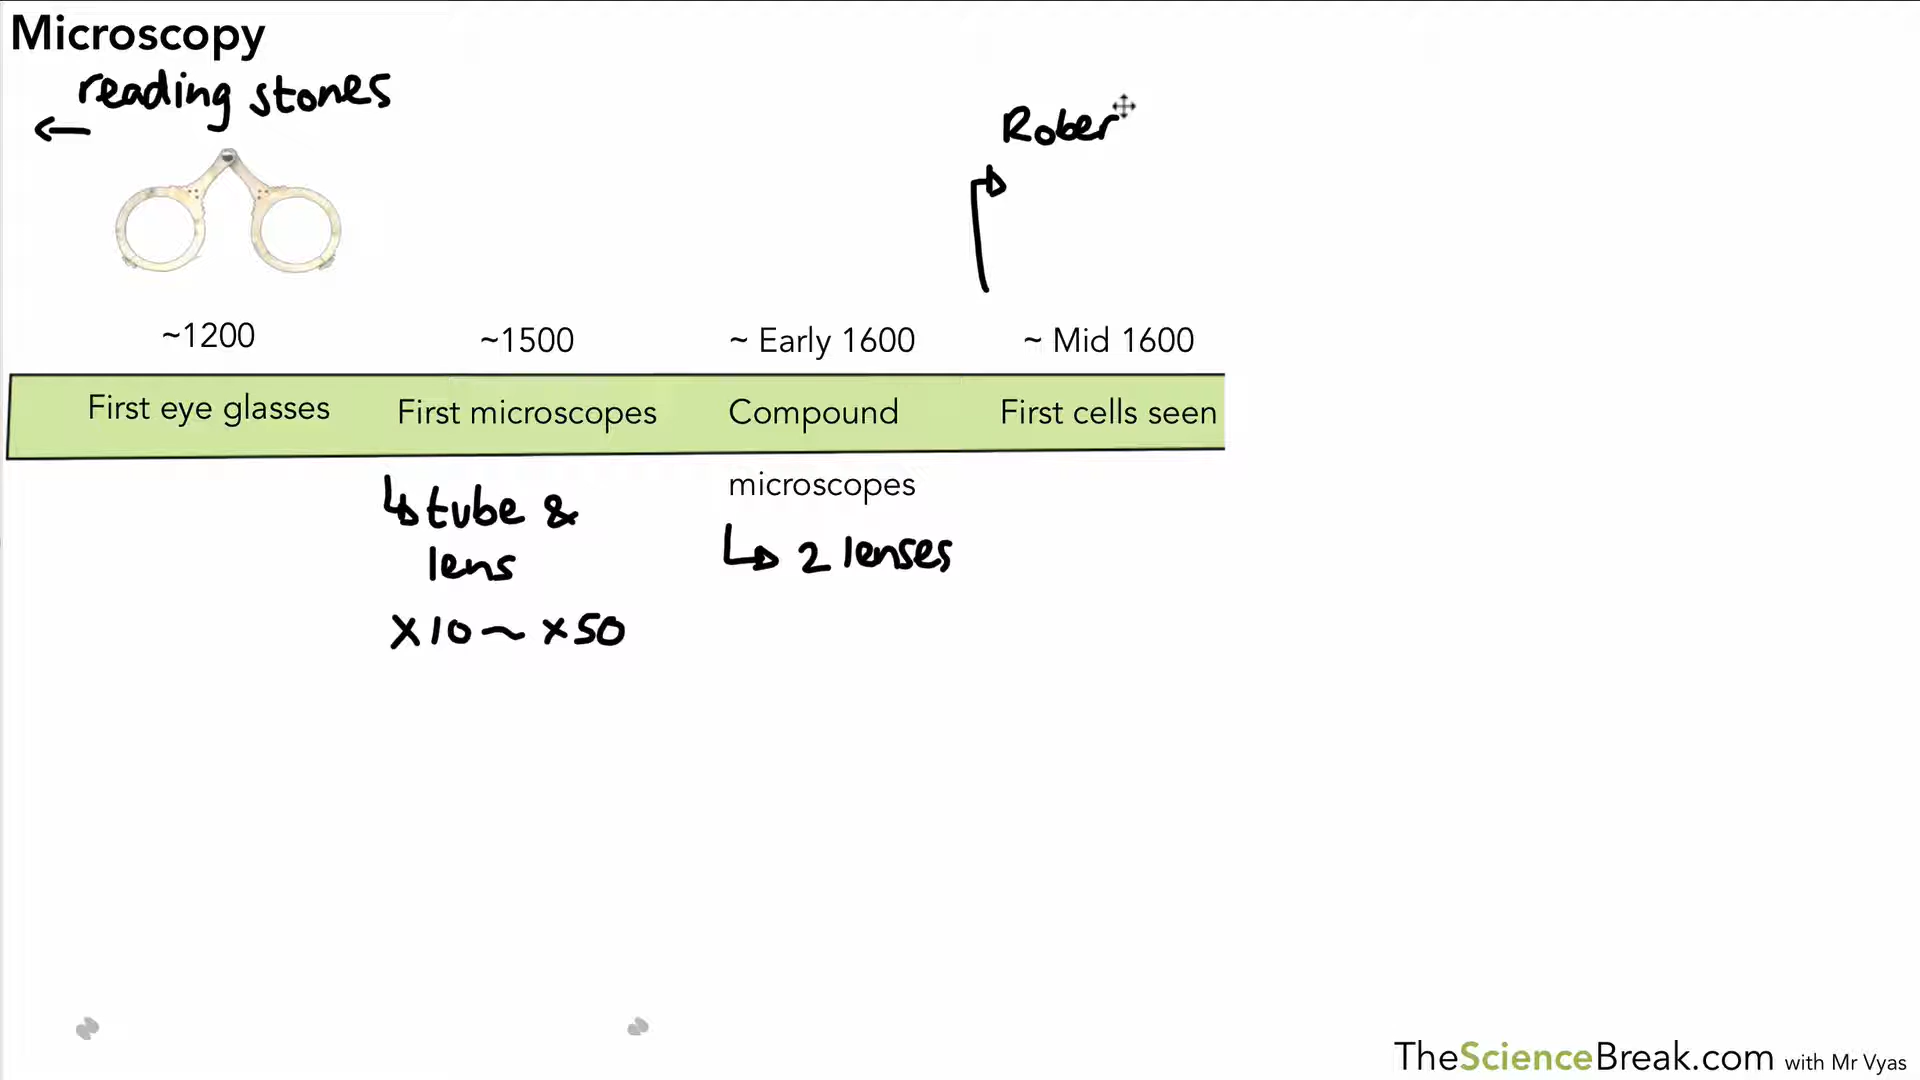 Microscopy
reading stones
Rober
~1200
~1500
~ Early 1600
~ Mid 1600
First eye glasses
First microscopes
Compound
microscopes
First cells seen
tube &
lens
x10 ~ x50
2 lenses
TheScienceBreak.com with Mr Vyas